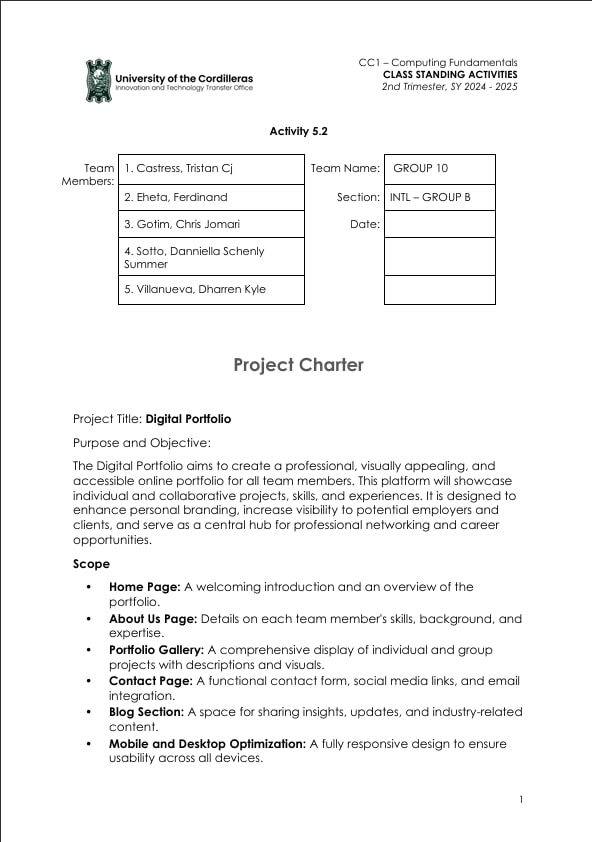 University of the Cordilleras
Innovation and Technology Transfer Office
CC1 – Computing Fundamentals
CLASS STANDING ACTIVITIES
2nd Trimester, SY 2024 - 2025
Activity 5.2
Team Members:
1. Castress, Tristan Cj
Team Name:
GROUP 10
2. Eheta, Ferdinand
Section:
INTL – GROUP B
3. Gotim, Chris Jomari
Date:
4. Sotto, Danniella Schenly
Summer
5. Villanueva, Dharren Kyle
Project Charter
Project Title: Digital Portfolio
Purpose and Objective:
The Digital Portfolio aims to create a professional, visually appealing, and
accessible online portfolio for all team members. This platform will showcase
individual and collaborative projects, skills, and experiences. It is designed to
enhance personal branding, increase visibility to potential employers and
clients, and serve as a central hub for professional networking and career
opportunities.
Scope
• Home Page: A welcoming introduction and an overview of the
portfolio.
• About Us Page: Details on each team member's skills, background, and
expertise.
• Portfolio Gallery: A comprehensive display of individual and group
projects with descriptions and visuals.
• Contact Page: A functional contact form, social media links, and email
integration.
• Blog Section: A space for sharing insights, updates, and industry-related
content.
• Mobile and Desktop Optimization: A fully responsive design to ensure
usability across all devices.
1